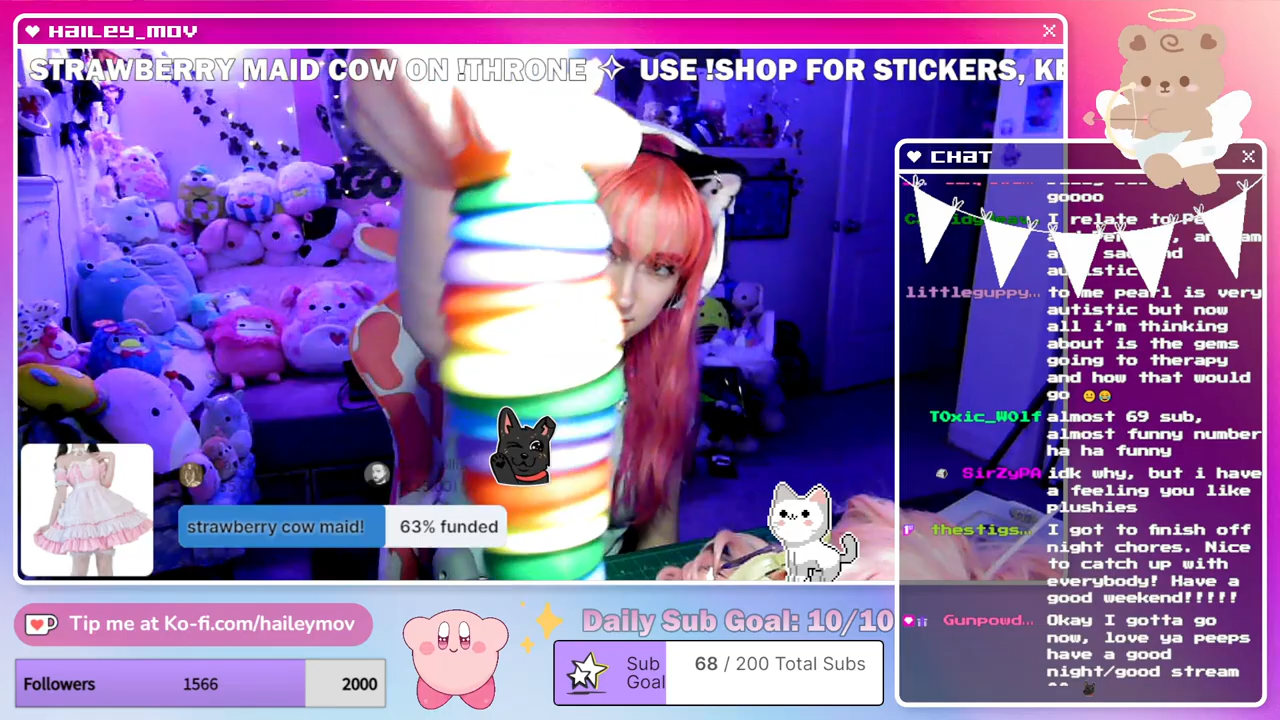 HAILEY_MOV
STRAWBERRY MAID COW ON !THRONE USE !SHOP FOR STICKERS, KE
CHAT
goooo
I relate to
autistic
littleguppy... to me pearl is very
autistic but now
all i'm thinking
about is the gems
going to therapy
and how that would
go
T0xic_W0lf almost 69 sub,
almost funny number
ha ha funny
SirZyPA idk why, but i have
a feeling you like
plushies
thestigs... I got to finish off
night chores. Nice
to catch up with
everybody! Have a
good weekend!!!!!
Gunpowd... Okay I gotta go
now, love ya peeps
have a good
night/good stream
strawberry cow maid! 63% funded
Tip me at Ko-fi.com/haileymov
Followers 1566 2000
Daily Sub Goal: 10/10
Sub Goal 68 / 200 Total Subs